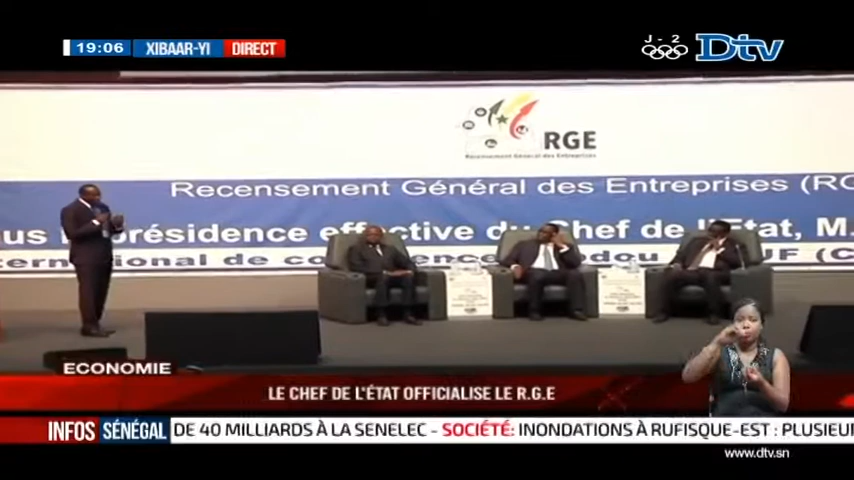 19:06 XIBAAR-YI DIRECT
J - 2
Dtv
RGE
Recensement Général des Entreprises
Recensement Général des Entreprises (RG
présidence effective du Chef de l'Etat, M.
ECONOMIE
LE CHEF DE L'ÉTAT OFFICIALISE LE R.G.E
INFOS SÉNÉGAL DE 40 MILLIARDS À LA SENELEC - SOCIÉTÉ: INONDATIONS À RUFISQUE-EST : PLUSIEUR
www.dtv.sn